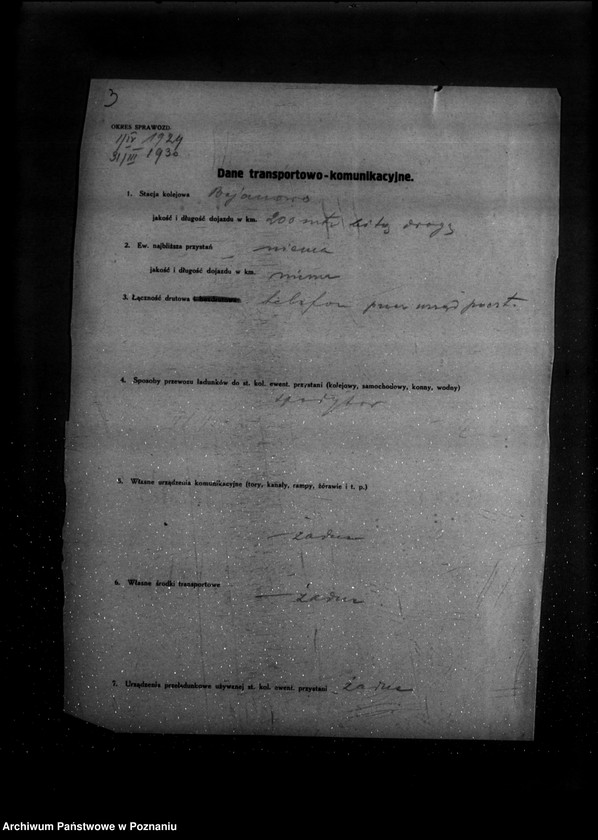 3
OKRES SPRAWOZD.
1/IV 1929
31/III 1930
Dane transportowo-komunikacyjne.
1. Stacja kolejowa Bojanowo
jakość i długość dojazdu w km. 200 mtr bitej drogi
2. Ew. najbliższa przystań niema
jakość i długość dojazdu w km. niema
3. Łączność drutowa telefon przez urząd poczt.
4. Sposoby przewozu ładunków do st. kol. ewent. przystani (kolejowy, samochodowy, konny, wodny)
spedytor
5. Własne urządzenia komunikacyjne (tory, kanały, rampy, żórawie i t. p.)
— żadne
6. Własne środki transportowe
— żadne
7. Urządzenia przeładunkowe używanej st. kol. ewent. przystani żadne
Archiwum Państwowe w Poznaniu